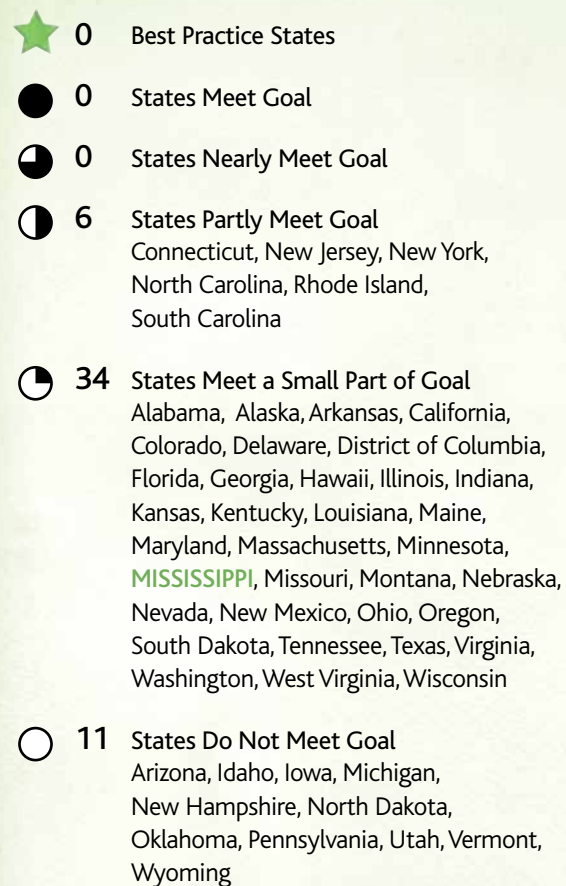 0 Best Practice States
0 States Meet Goal
0 States Nearly Meet Goal
6 States Partly Meet Goal
Connecticut, New Jersey, New York,
North Carolina, Rhode Island,
South Carolina
34 States Meet a Small Part of Goal
Alabama, Alaska, Arkansas, California,
Colorado, Delaware, District of Columbia,
Florida, Georgia, Hawaii, Illinois, Indiana,
Kansas, Kentucky, Louisiana, Maine,
Maryland, Massachusetts, Minnesota,
MISSISSIPPI, Missouri, Montana, Nebraska,
Nevada, New Mexico, Ohio, Oregon,
South Dakota, Tennessee, Texas, Virginia,
Washington, West Virginia, Wisconsin
11 States Do Not Meet Goal
Arizona, Idaho, Iowa, Michigan,
New Hampshire, North Dakota,
Oklahoma, Pennsylvania, Utah, Vermont,
Wyoming